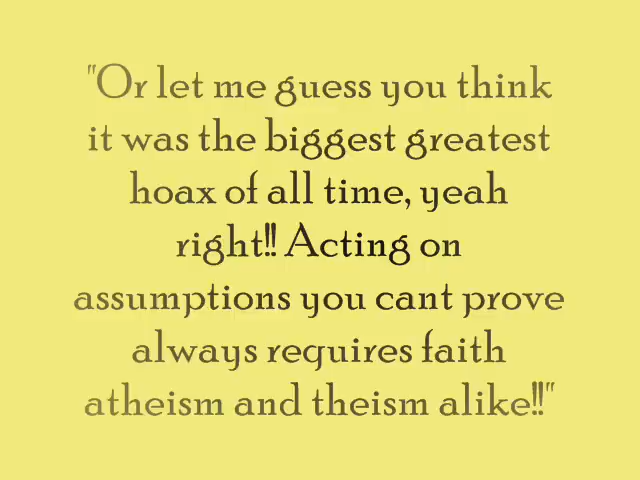 "Or let me guess you think
it was the biggest greatest
hoax of all time, yeah
right!! Acting on
assumptions you cant prove
always requires faith
atheism and theism alike!!"